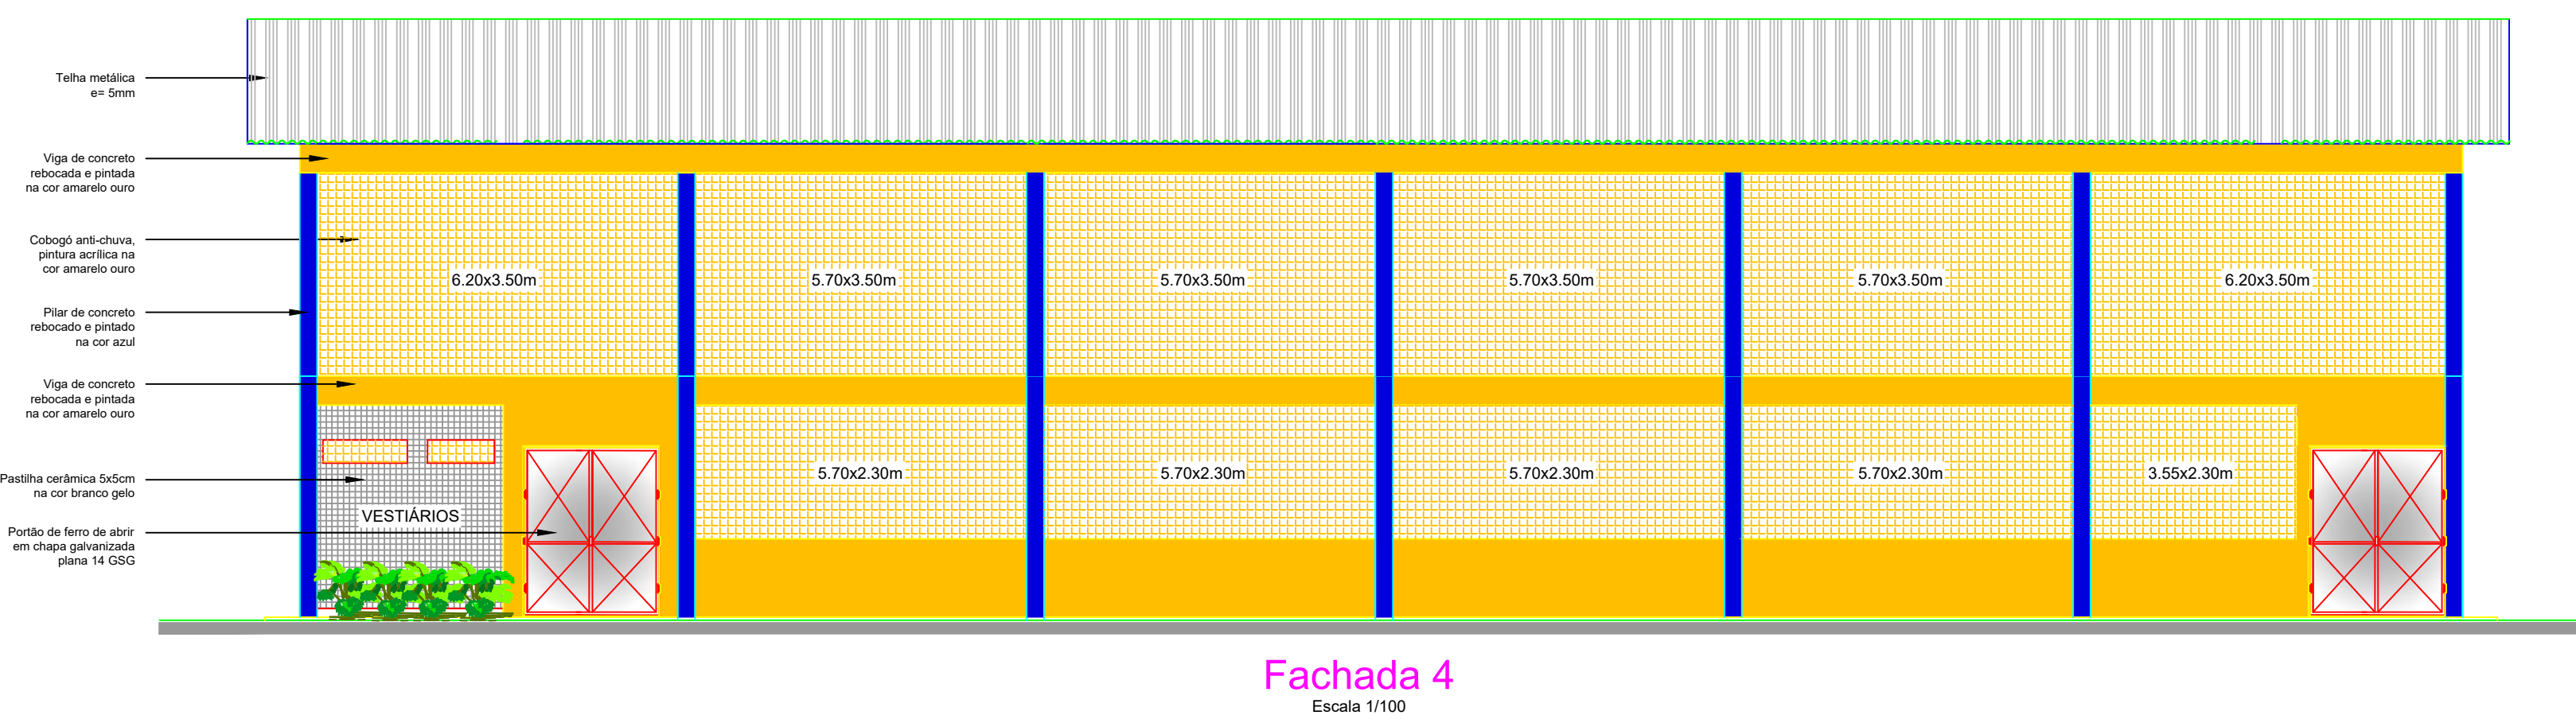 Telha metálica
e= 5mm
Viga de concreto
rebocada e pintada
na cor amarelo ouro
Cobogó anti-chuva,
pintura acrílica na
cor amarelo ouro
6.20x3.50m
5.70x3.50m
5.70x3.50m
5.70x3.50m
5.70x3.50m
6.20x3.50m
Pilar de concreto
rebocado e pintado
na cor azul
Viga de concreto
rebocada e pintada
na cor amarelo ouro
5.70x2.30m
5.70x2.30m
5.70x2.30m
5.70x2.30m
3.55x2.30m
Pastilha cerâmica 5x5cm
na cor branco gelo
VESTIÁRIOS
Portão de ferro de abrir
em chapa galvanizada
plana 14 GSG
Fachada 4
Escala 1/100